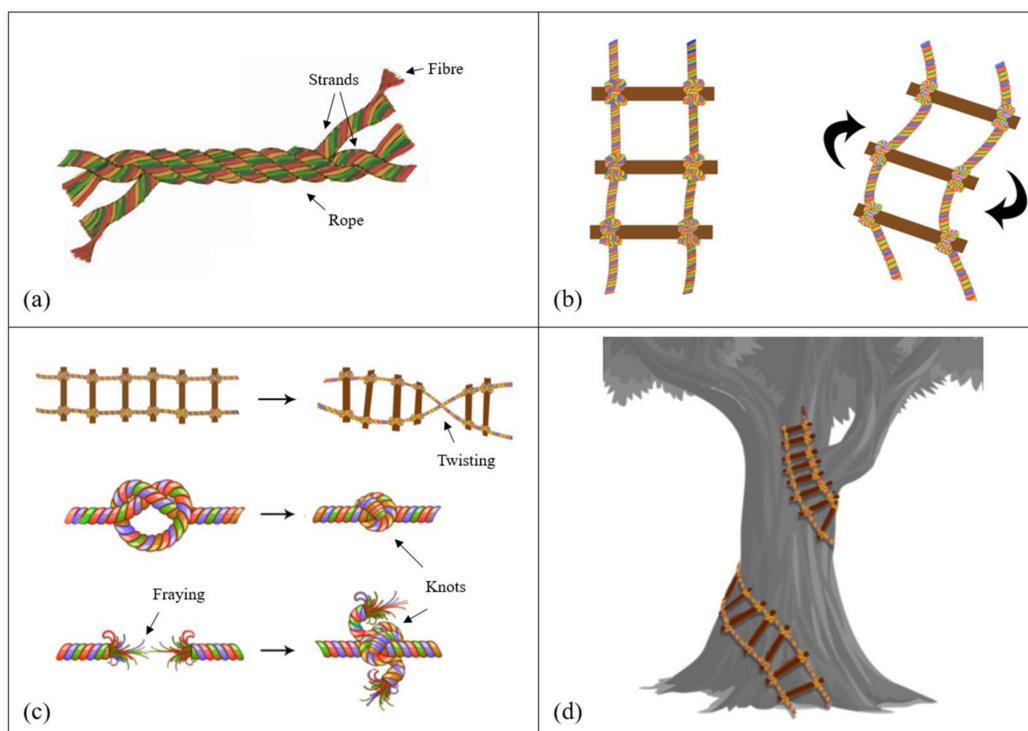 Fibre
Strands
Rope
(a)
(b)
Twisting
Knots
Fraying
(c)
(d)